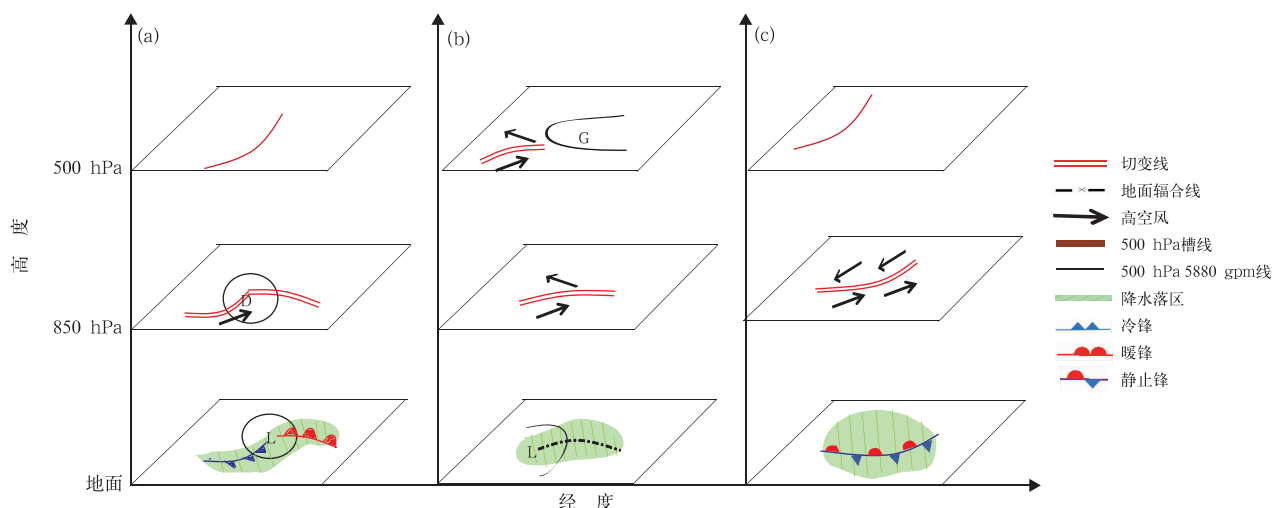 (a)
(b)
(c)
G
500 hPa
D
850 hPa
L
L
地面
高 度
经 度
切变线
地面辐合线
高空风
500 hPa槽线
500 hPa 5880 gpm线
降水落区
冷锋
暖锋
静止锋